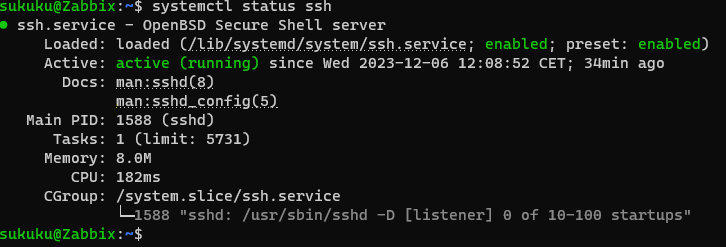 sukuku@Zabbix:~$ systemctl status ssh
● ssh.service - OpenBSD Secure Shell server
Loaded: loaded (/lib/systemd/system/ssh.service; enabled; preset: enabled)
Active: active (running) since Wed 2023-12-06 12:08:52 CET; 34min ago
Docs: man:sshd(8)
man:sshd_config(5)
Main PID: 1588 (sshd)
Tasks: 1 (limit: 5731)
Memory: 8.0M
CPU: 182ms
CGroup: /system.slice/ssh.service
└─1588 "sshd: /usr/sbin/sshd -D [listener] 0 of 10-100 startups"
sukuku@Zabbix:~$